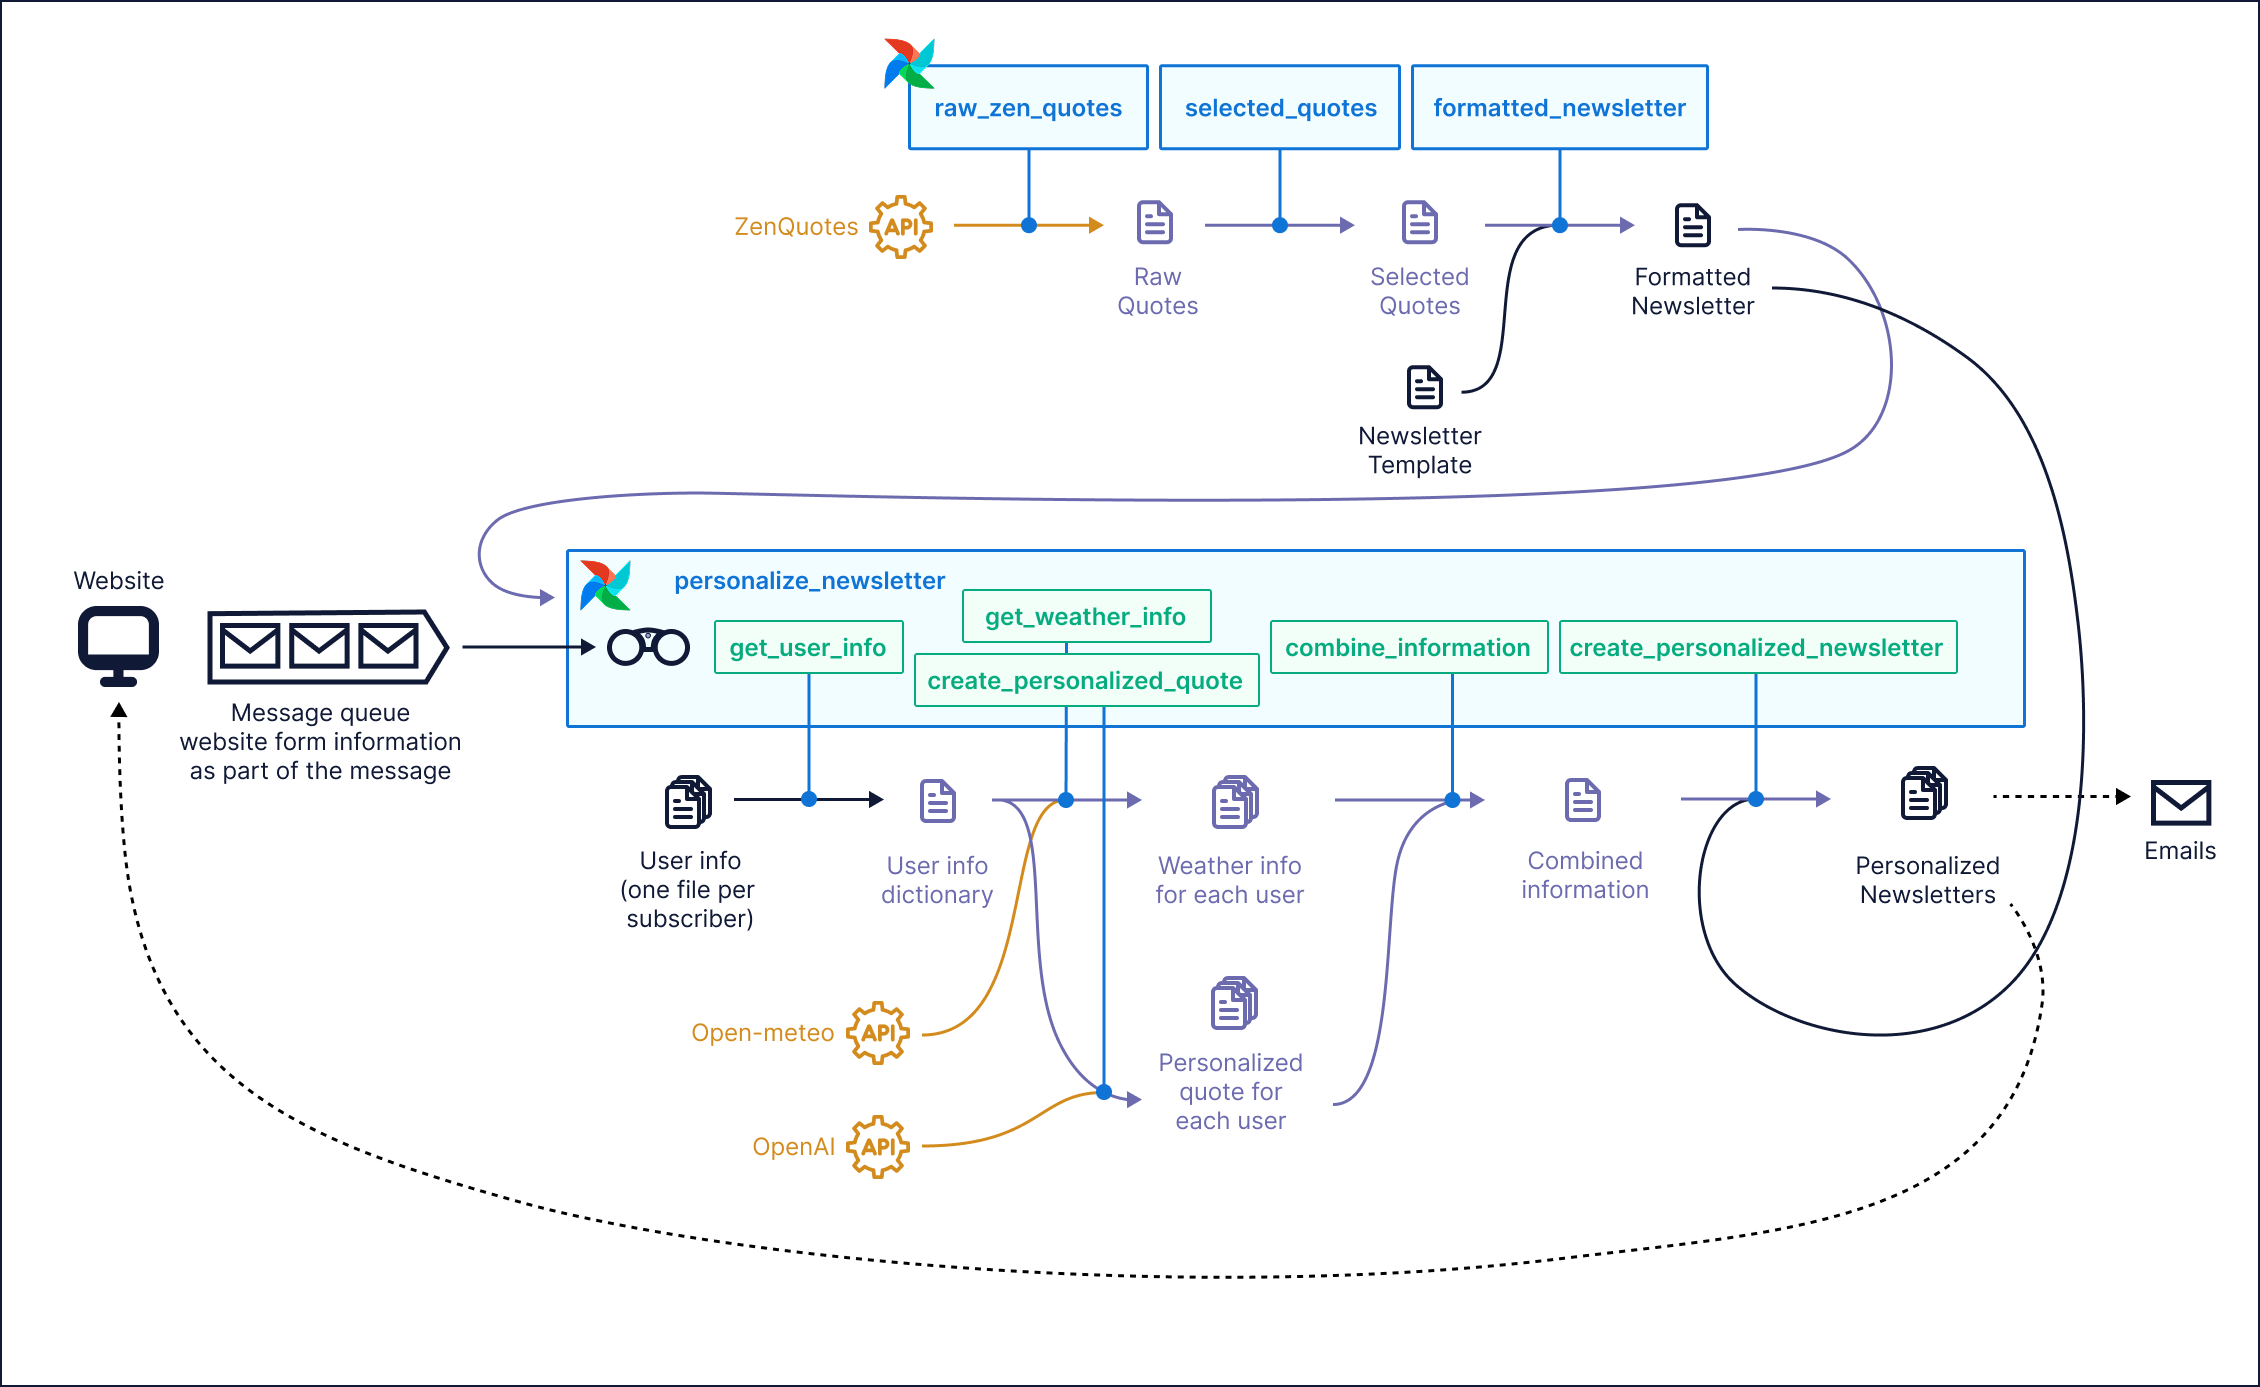 raw_zen_quotes
selected_quotes
formatted_newsletter
ZenQuotes
API
Raw
Quotes
Selected
Quotes
Formatted
Newsletter
Newsletter
Template
Website
Message queue
website form information
as part of the message
personalize_newsletter
get_user_info
get_weather_info
create_personalized_quote
combine_information
create_personalized_newsletter
User info
(one file per
subscriber)
User info
dictionary
Weather info
for each user
Combined
information
Personalized
Newsletters
Emails
Open-meteo
API
Personalized
quote for
each user
OpenAI
API